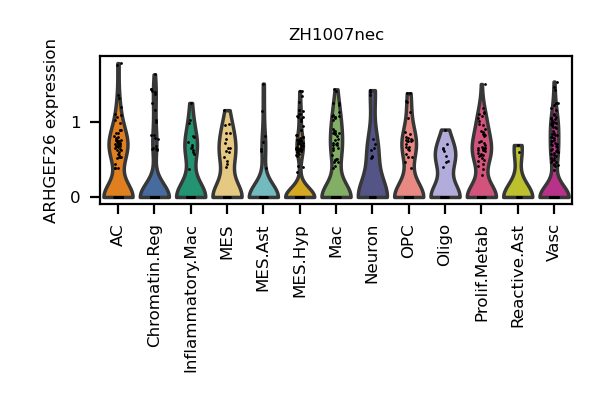 ZH1007nec
ARHGEF26 expression
1
0
AC
Chromatin.Reg
Inflammatory.Mac
MES
MES.Ast
MES.Hyp
Mac
Neuron
OPC
Oligo
Prolif.Metab
Reactive.Ast
Vasc